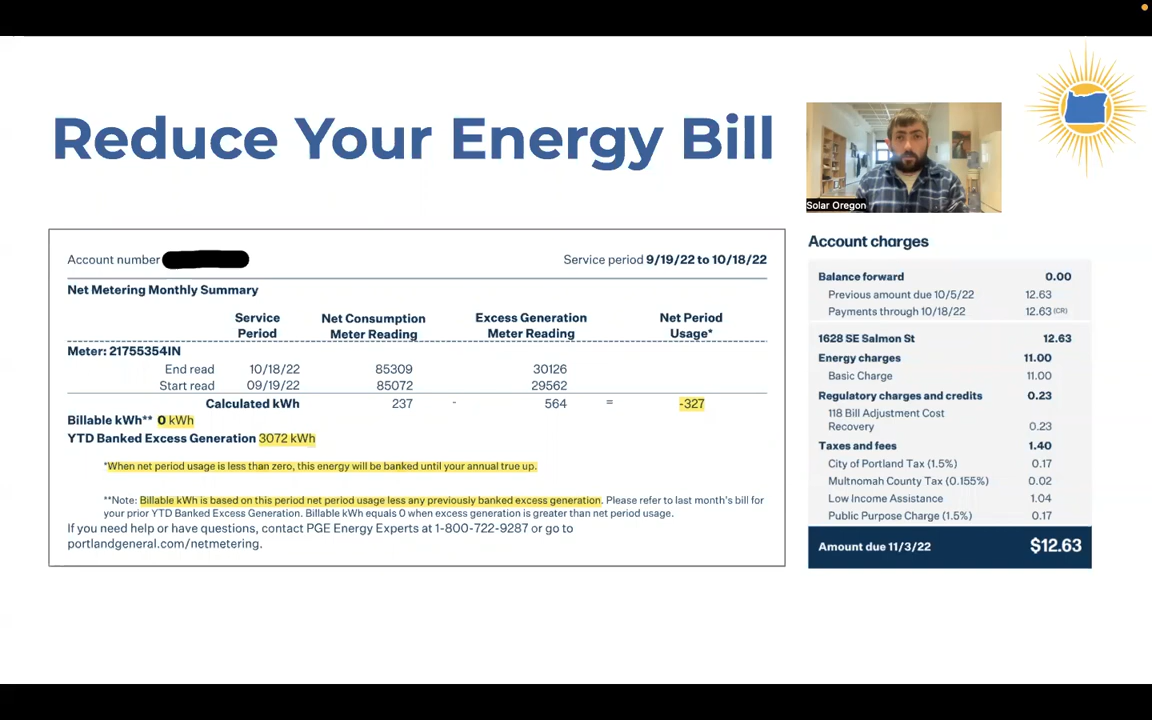 Reduce Your Energy Bill
Solar Oregon
Account number
Service period 9/19/22 to 10/18/22
Net Metering Monthly Summary
Service Period Net Consumption Meter Reading Excess Generation Meter Reading Net Period Usage*
Meter: 21755354IN
End read 10/18/22 85309 30126
Start read 09/19/22 85072 29562
Calculated kWh 237 - 564 = -327
Billable kWh** 0 kWh
YTD Banked Excess Generation 3072 kWh
*When net period usage is less than zero, this energy will be banked until your annual true up.
**Note: Billable kWh is based on this period net period usage less any previously banked excess generation. Please refer to last month's bill for
your prior YTD Banked Excess Generation. Billable kWh equals 0 when excess generation is greater than net period usage.
If you need help or have questions, contact PGE Energy Experts at 1-800-722-9287 or go to
portlandgeneral.com/netmetering.
Account charges
Balance forward 0.00
Previous amount due 10/5/22 12.63
Payments through 10/18/22 12.63 (CR)
1628 SE Salmon St 12.63
Energy charges 11.00
Basic Charge 11.00
Regulatory charges and credits 0.23
118 Bill Adjustment Cost
Recovery 0.23
Taxes and fees 1.40
City of Portland Tax (1.5%) 0.17
Multnomah County Tax (0.155%) 0.02
Low Income Assistance 1.04
Public Purpose Charge (1.5%) 0.17
Amount due 11/3/22 $12.63